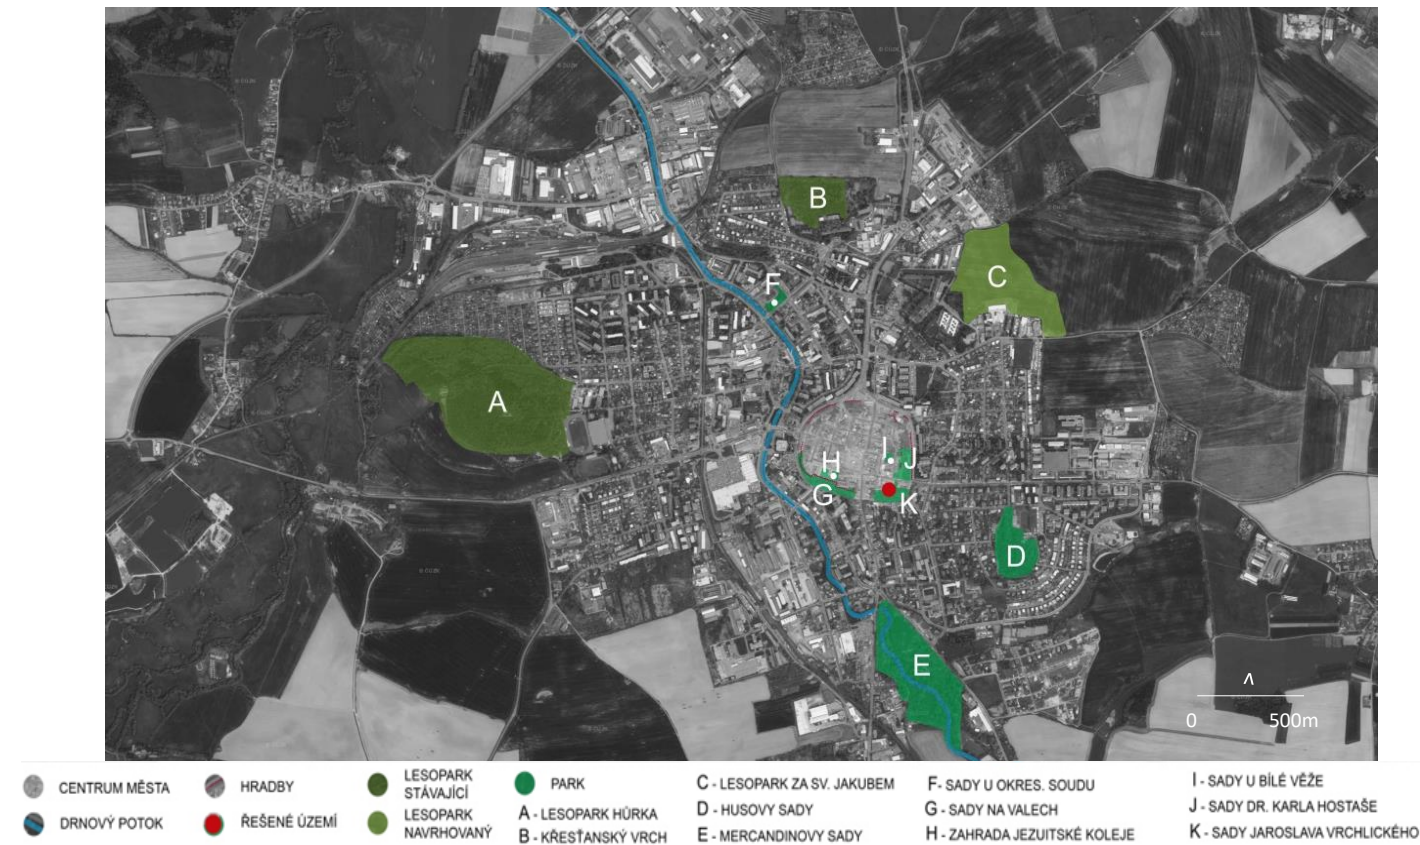 B
C
F
A
I
J
H
G
K
D
E
^
0 500m
CENTRUM MĚSTA
DRNOVÝ POTOK
HRADBY
ŘEŠENÉ ÚZEMÍ
LESOPARK
STÁVAJÍCÍ
LESOPARK
NAVRHOVANÝ
PARK
A - LESOPARK HŮRKA
B - KŘESŤANSKÝ VRCH
C - LESOPARK ZA SV. JAKUBEM
D - HUSOVY SADY
E - MERCANDINOVY SADY
F - SADY U OKRES. SOUDU
G - SADY NA VALECH
H - ZAHRADA JEZUITSKÉ KOLEJE
I - SADY U BÍLÉ VĚŽE
J - SADY DR. KARLA HOSTAŠE
K - SADY JAROSLAVA VRCHLICKÉHO